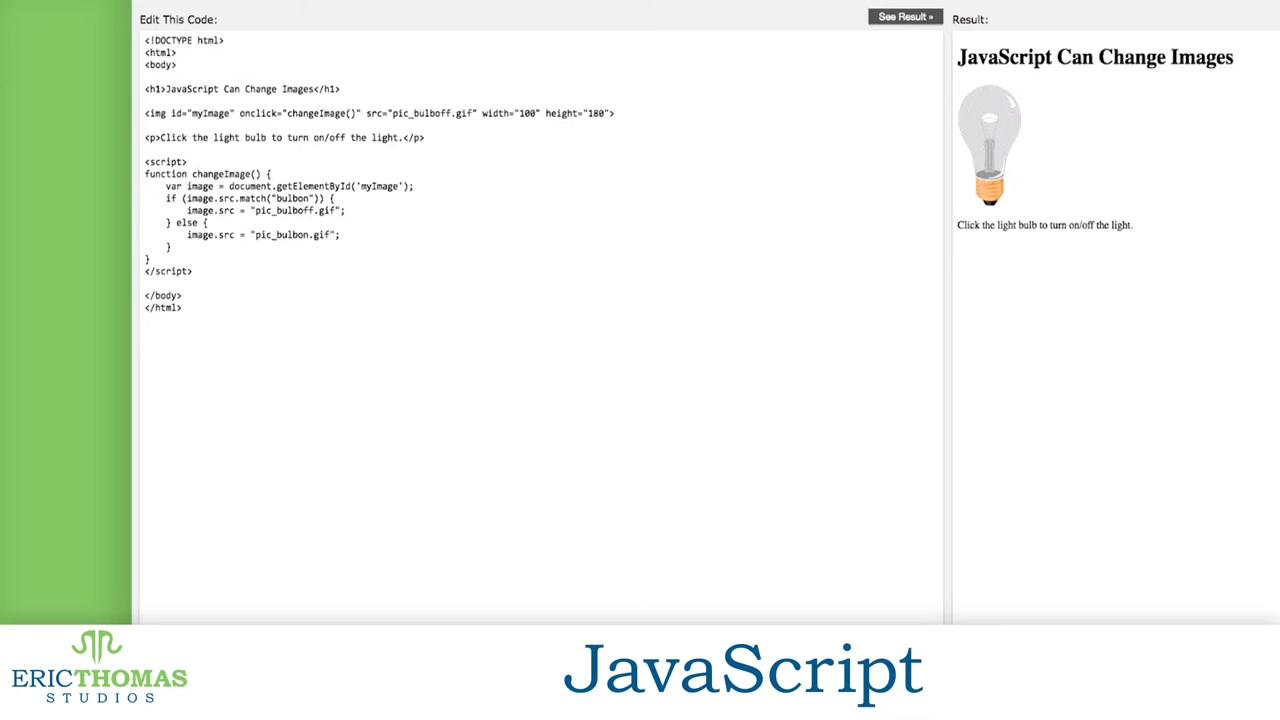 Edit This Code:
See Result »
Result:
<!DOCTYPE html>
<html>
<body>
<h1>JavaScript Can Change Images</h1>
<img id="myImage" onclick="changeImage()" src="pic_bulboff.gif" width="100" height="180">
<p>Click the light bulb to turn on/off the light.</p>
<script>
function changeImage() {
    var image = document.getElementById('myImage');
    if (image.src.match("bulbon")) {
        image.src = "pic_bulboff.gif";
    } else {
        image.src = "pic_bulbon.gif";
    }
}
</script>
</body>
</html>
JavaScript Can Change Images
Click the light bulb to turn on/off the light.
ERICTHOMAS
STUDIOS
JavaScript